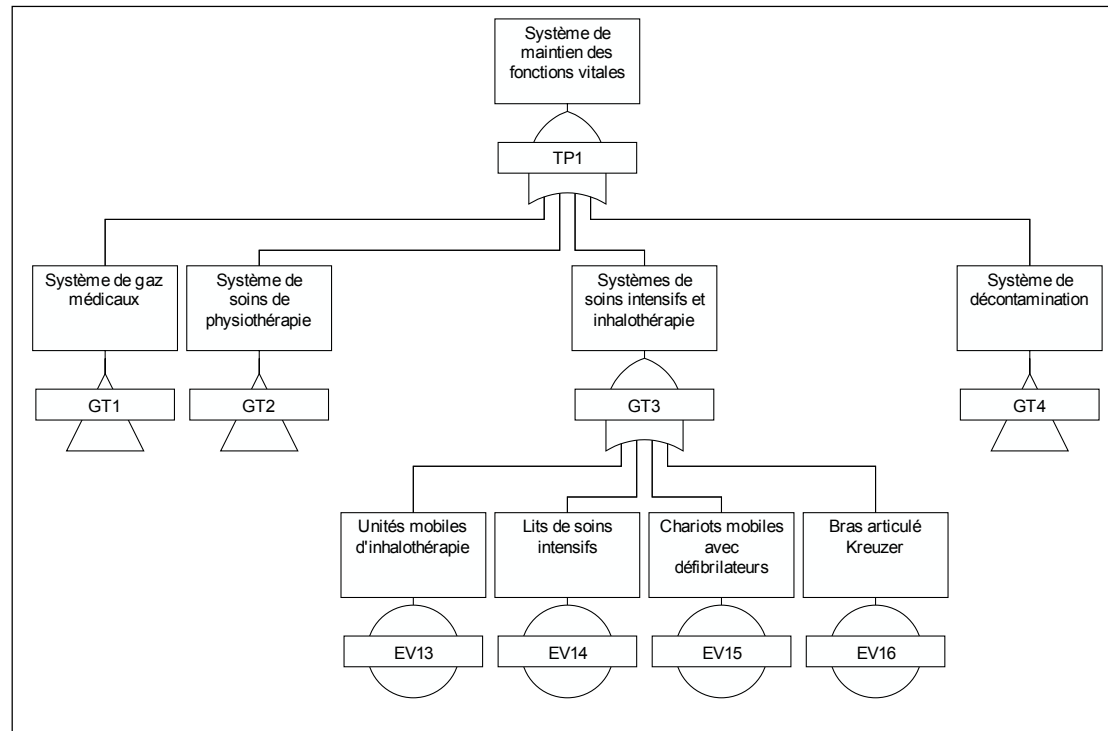 Système de
maintien des
fonctions vitales
TP1
Système de gaz
médicaux
GT1
Système de
soins de
physiothérapie
GT2
Systèmes de
soins intensifs et
inhalothérapie
GT3
Système de
décontamination
GT4
Unités mobiles
d'inhalothérapie
EV13
Lits de soins
intensifs
EV14
Chariots mobiles
avec
défibrilateurs
EV15
Bras articulé
Kreuzer
EV16